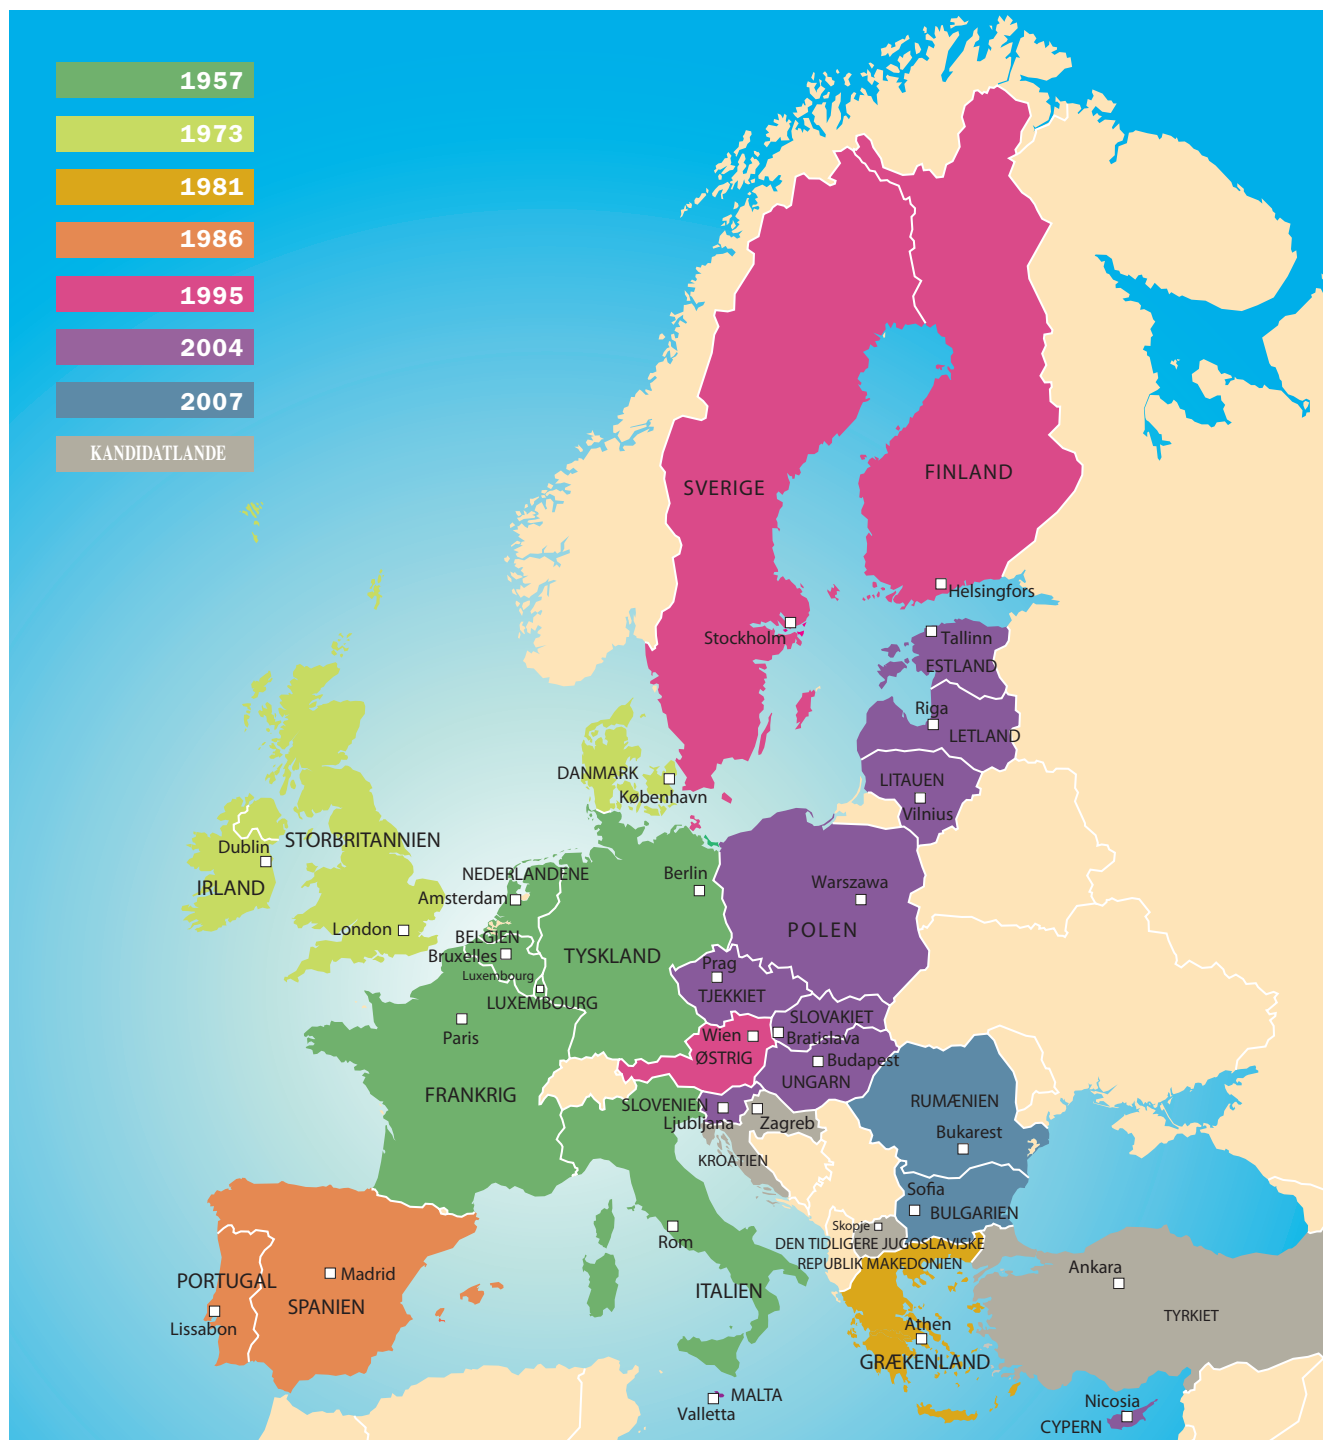 1957
1973
1981
1986
1995
2004
2007
KANDIDATLANDE
SVERIGE
FINLAND
Helsingfors
Stockholm
Tallinn
ESTLAND
Riga
LETLAND
DANMARK
København
LITAUEN
Vilnius
Dublin
STORBRITANNIEN
IRLAND
London
NEDERLANDENE
Amsterdam
Berlin
Warszawa
POLEN
BELGIEN
Bruxelles
TYSKLAND
Luxembourg
LUXEMBOURG
Prag
TJEKKIET
Paris
SLOVAKIET
Bratislava
Wien
ØSTRIG
Budapest
UNGARN
FRANKRIG
SLOVENIEN
Ljubljana
Zagreb
KROATIEN
RUMÆNIEN
Bukarest
Sofia
BULGARIEN
Skopje
DEN TIDLIGERE JUGOSLAVISKE
REPUBLIK MAKEDONIEN
Rom
ITALIEN
PORTUGAL
Madrid
SPANIEN
Lissabon
Ankara
TYRKIET
Athen
GRÆKENLAND
MALTA
Valletta
Nicosia
CYPERN